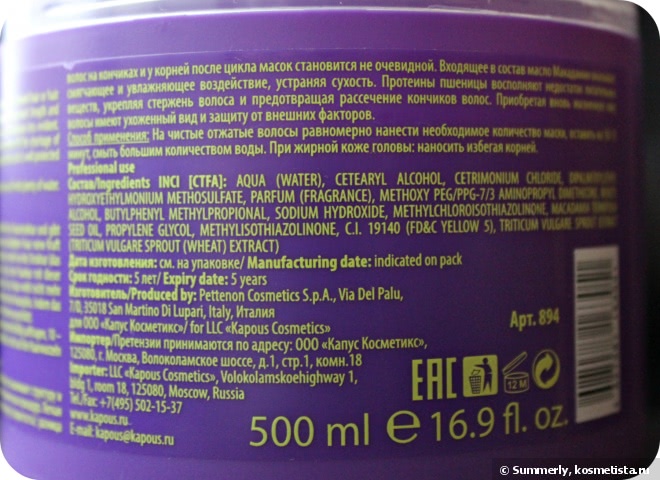 волос на кончиках и у корней после цикла масок становится не очевидной. Входящее в состав масло Макадамии
смягчающее и увлажняющее воздействие, устраняя сухость. Протеины пшеницы восполняют недостаток питательных
веществ, укрепляя стержень волоса и предотвращая рассечение кончиков волос. Приобретая вновь
волосы имеют ухоженный вид и защиту от внешних факторов.
Способ применения: На чистые отжатые волосы равномерно нанести необходимое количество маски, оставить на
минут, смыть большим количеством воды. При жирной коже головы: наносить избегая корней.
Professional use
Состав/Ingredients INCI [CTFA]: AQUA (WATER), CETEARYL ALCOHOL, CETRIMONIUM CHLORIDE,
HYDROXYETHYLMONIUM METHOSULFATE, PARFUM (FRAGRANCE), METHOXY PEG/PPG-7/3 AMINOPROPYL DIMETHICONE,
ALCOHOL, BUTYLPHENYL METHYLPROPIONAL, SODIUM HYDROXIDE, METHYLCHLOROISOTHIAZOLINONE, MACADAMIA
SEED OIL, PROPYLENE GLYCOL, METHYLISOTHIAZOLINONE, C.I. 19140 (FD&C YELLOW 5), TRITICUM VULGARE SPROUT
(TRITICUM VULGARE SPROUT (WHEAT) EXTRACT)
Дата изготовления: см. на упаковке/ Manufacturing date: indicated on pack
Срок годности: 5 лет/ Expiry date: 5 years
Изготовитель/Produced by: Pettenon Cosmetics S.p.A., Via Del Palu,
7/D, 35018 San Martino Di Lupari, Italy, Италия
для ООО «Капус Косметикс»/ for LLC «Kapous Cosmetics»
Арт. 894
Импортер/Претензии принимаются по адресу: ООО «Капус Косметикс»,
125080, г. Москва, Волоколамское шоссе, д.1, стр.1, комн.18
Importer: LLC «Kapous Cosmetics», Volokolamskoehighway 1,
bldg 1, room 18, 125080, Moscow, Russia
Tel./Fax: +7(495) 502-15-37
www.kapous.ru
E-mail: kapous@kapous.ru
EAC
12 M
500 ml e 16.9 fl. oz.
© Summerly, kosmetista.ru